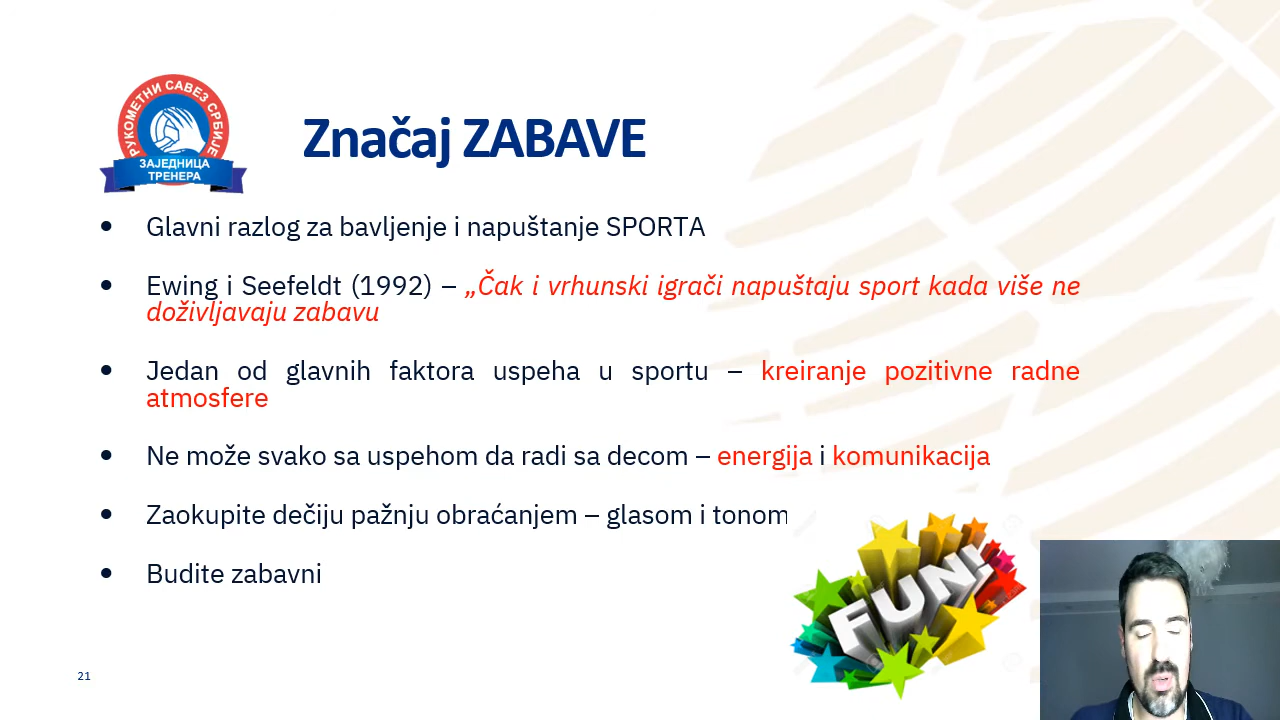 РУКОМЕТНИ САВЕЗ СРБИЈЕ
ЗАЈЕДНИЦА
ТРЕНЕРА
Značaj ZABAVE
Glavni razlog za bavljenje i napuštanje SPORTA
Ewing i Seefeldt (1992) – „Čak i vrhunski igrači napuštaju sport kada više ne
doživljavaju zabavu
Jedan od glavnih faktora uspeha u sportu – kreiranje pozitivne radne
atmosfere
Ne može svako sa uspehom da radi sa decom – energija i komunikacija
Zaokupite dečiju pažnju obraćanjem – glasom i tonom
Budite zabavni
FUN!
21